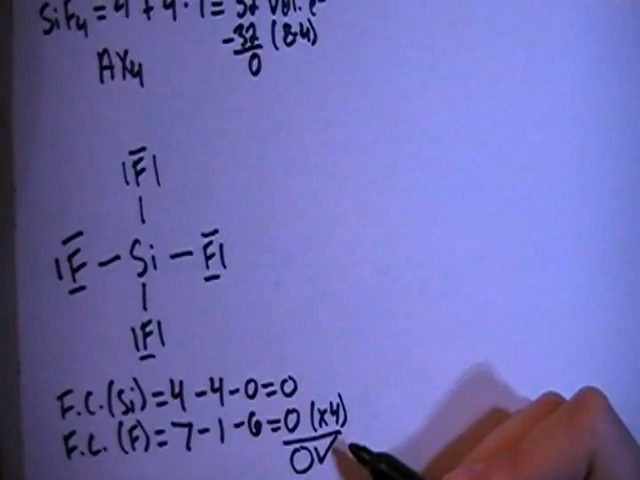 SiF4 = 4 + 4 · 1 = 32 val. e-
-32 (8·4)
0
AX4
|F|
|F - Si - F|
|F|
F.C. (Si) = 4 - 4 - 0 = 0
F.C. (F) = 7 - 1 - 6 = 0 (x4)
0✓